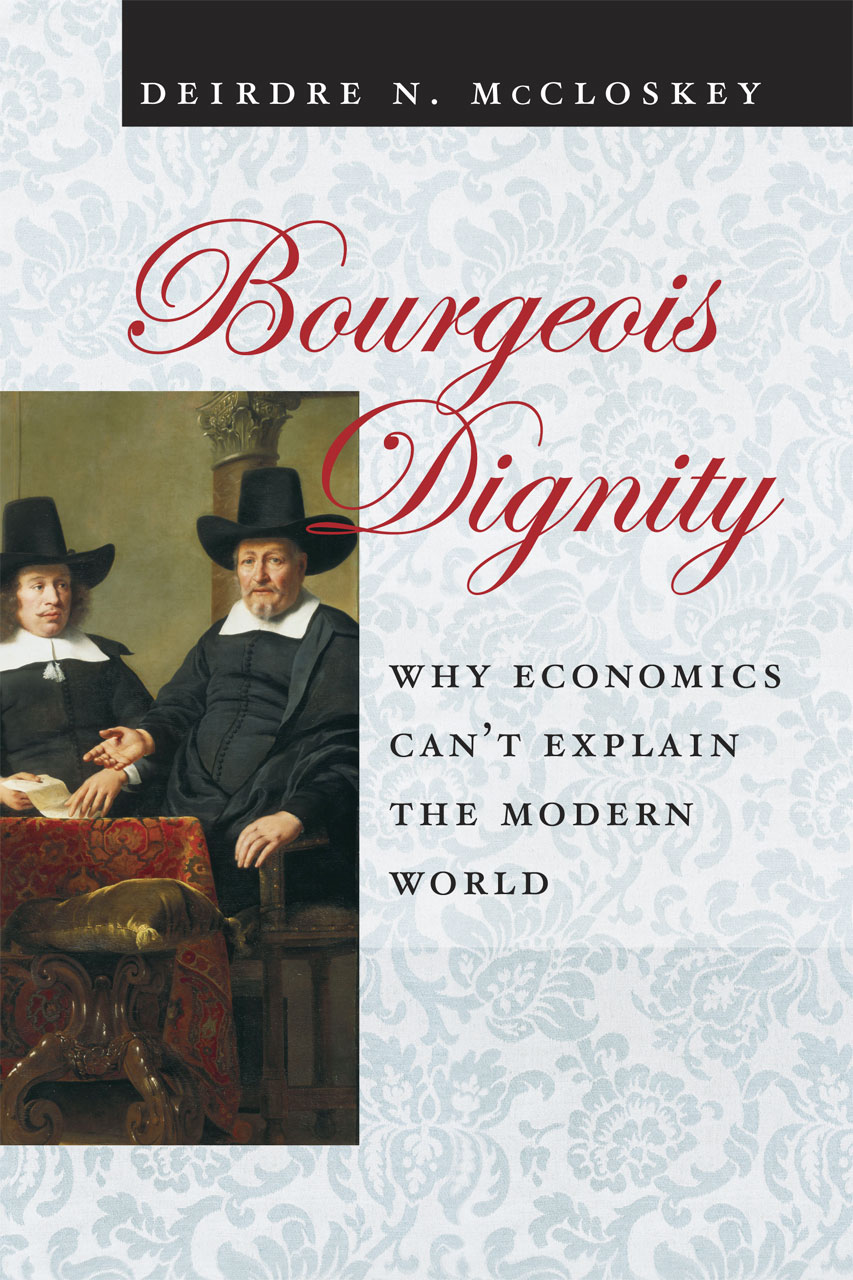 DEIRDRE N. McCLOSKEY
Bourgeois
Dignity
WHY ECONOMICS
CAN'T EXPLAIN
THE MODERN
WORLD